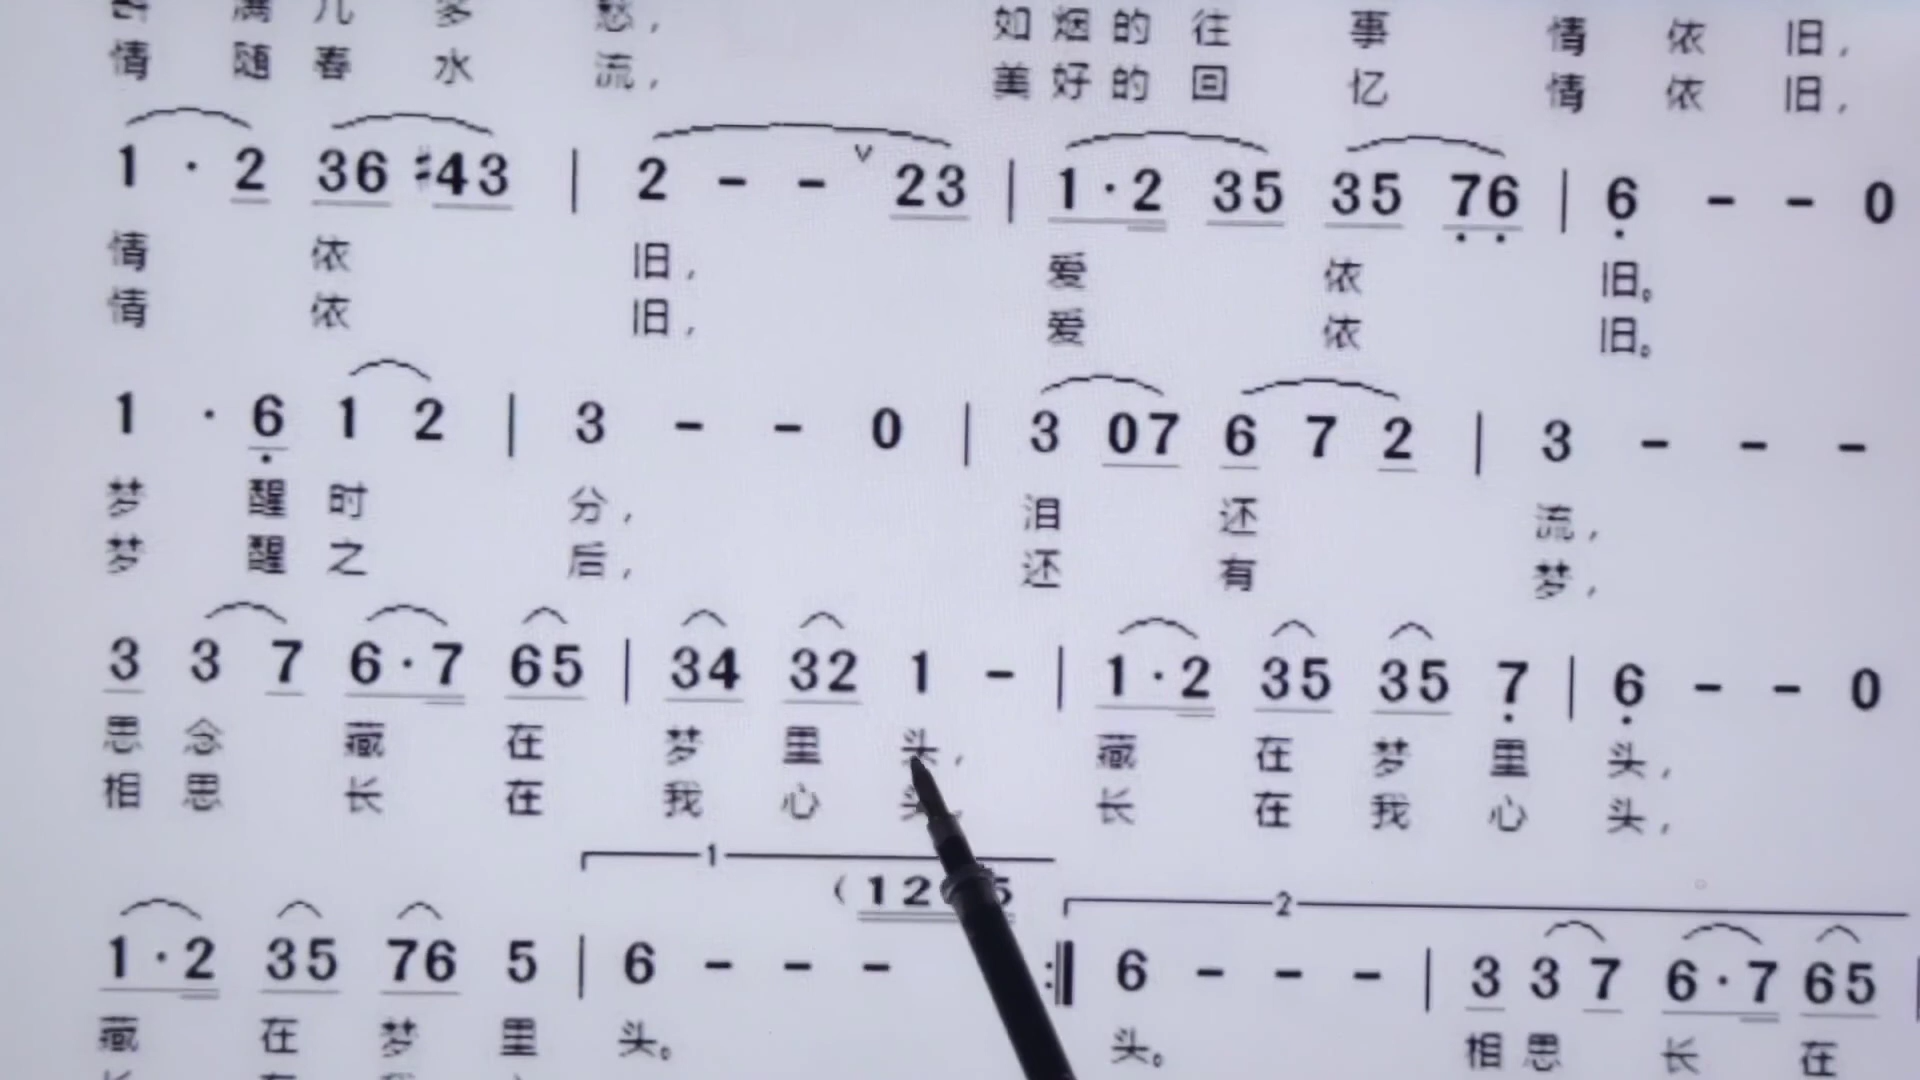 满 几 多 愁， 如 烟 的 往 事 情 依 旧，
情 随 春 水 流， 美 好 的 回 忆 情 依 旧，
1 · 2 36 #43 | 2 - - v 23 | 1·2 35 35 76 | 6 - - 0
情 依 旧， 爱 依 旧。
情 依 旧， 爱 依 旧。
1 · 6 1 2 | 3 - - 0 | 3 07 6 7 2 | 3 - - -
梦 醒 时 分， 泪 还 流，
梦 醒 之 后， 还 有 梦，
3 3 7 6·7 65 | 34 32 1 - | 1·2 35 35 7 | 6 - - 0
思 念 藏 在 梦 里 头， 藏 在 梦 里 头，
相 思 长 在 我 心 头。 长 在 我 心 头，
1 2
(12 5
1·2 35 76 5 | 6 - - - :| 6 - - - | 3 3 7 6·7 65 |
藏 在 梦 里 头。 头。 相 思 长 在